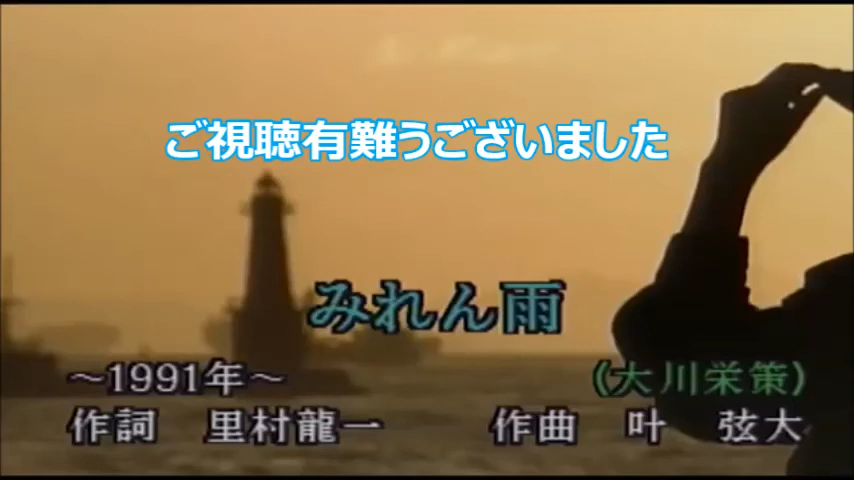 ご視聴有難うございました
みれん雨
～1991年～ (大川栄策)
作詞 里村龍一 作曲 叶 弦大